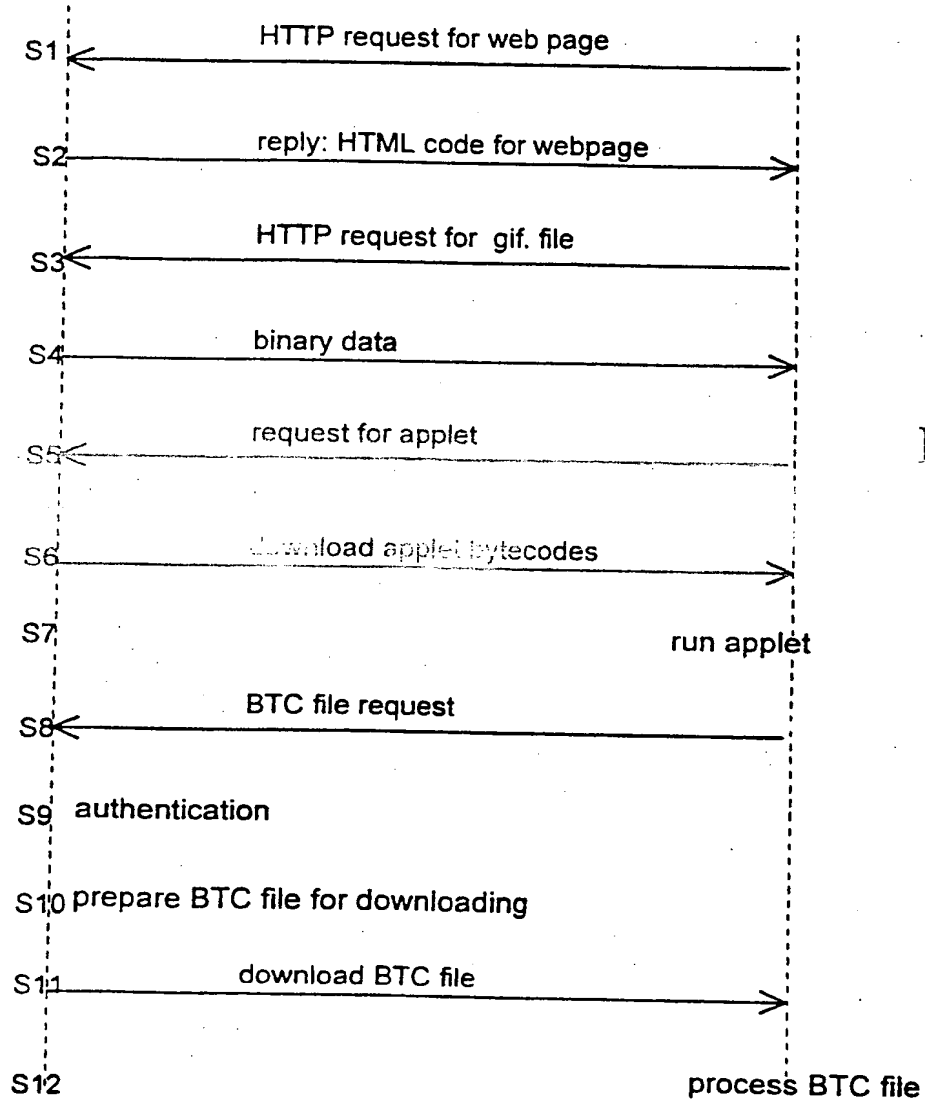 S1 HTTP request for web page
S2 reply: HTML code for webpage
S3 HTTP request for gif. file
S4 binary data
S5 request for applet
S6 download applet bytecodes
S7 run applet
S8 BTC file request
S9 authentication
S10 prepare BTC file for downloading
S11 download BTC file
S12 process BTC file